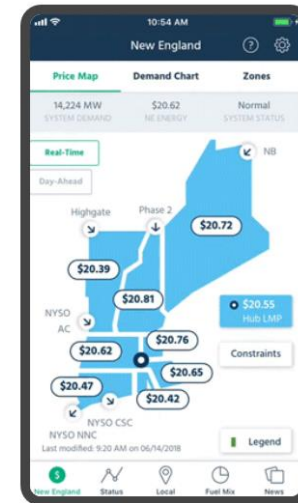 10:54 AM
New England
?
Price Map Demand Chart Zones
14,224 MW $20.62 Normal
SYSTEM DEMAND NE ENERGY SYSTEM STATUS
Real-Time
NB
Day-Ahead
Highgate Phase 2
$20.72
$20.39
$20.81
$20.55
Hub LMP
NYSO
AC
$20.76
$20.62
Constraints
$20.65
$20.47
$20.42
NYSO CSC
NYSO NNC
Legend
Last modified: 9:20 AM on 06/14/2018
$
New England Status Local Fuel Mix News